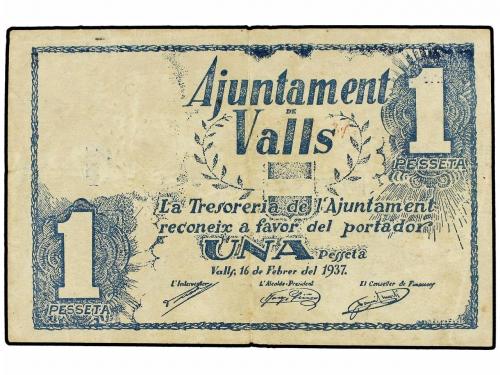 Ajuntament
DE
Valls
1
PESSETA
La Tresoreria de l'Ajuntament
reconeix a favor del portador
UNA Pesseta
Valls, 16 de Febrer del 1937.
L'Interventor L'Alcalde-President El Conseller de Finances
1
PESSETA